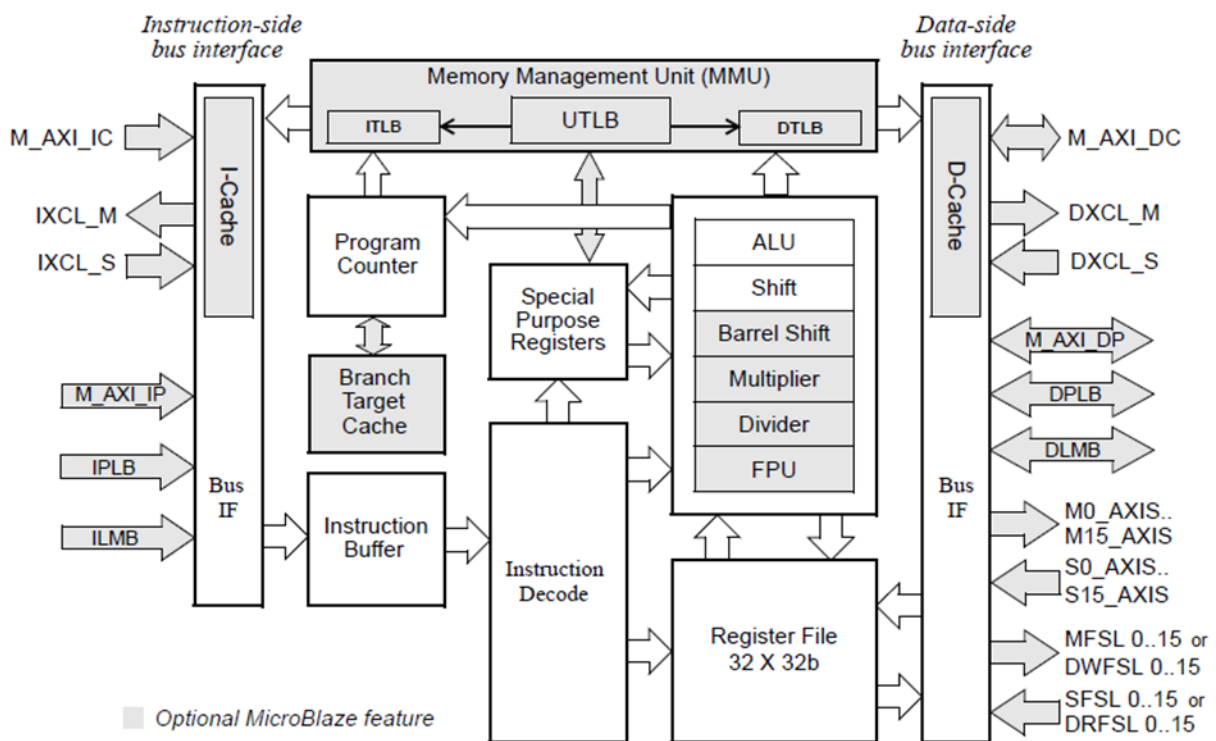 Instruction-side
bus interface
Data-side
bus interface
Memory Management Unit (MMU)
ITLB
UTLB
DTLB
M_AXI_IC
IXCL_M
IXCL_S
I-Cache
M_AXI_IP
IPLB
ILMB
Bus
IF
Program
Counter
Branch
Target
Cache
Special
Purpose
Registers
Instruction
Buffer
Instruction
Decode
ALU
Shift
Barrel Shift
Multiplier
Divider
FPU
Register File
32 X 32b
D-Cache
Bus
IF
M_AXI_DC
DXCL_M
DXCL_S
M_AXI_DP
DPLB
DLMB
M0_AXIS..
M15_AXIS
S0_AXIS..
S15_AXIS
MFSL 0..15 or
DWFSL 0..15
SFSL 0..15 or
DRFSL 0..15
Optional MicroBlaze feature